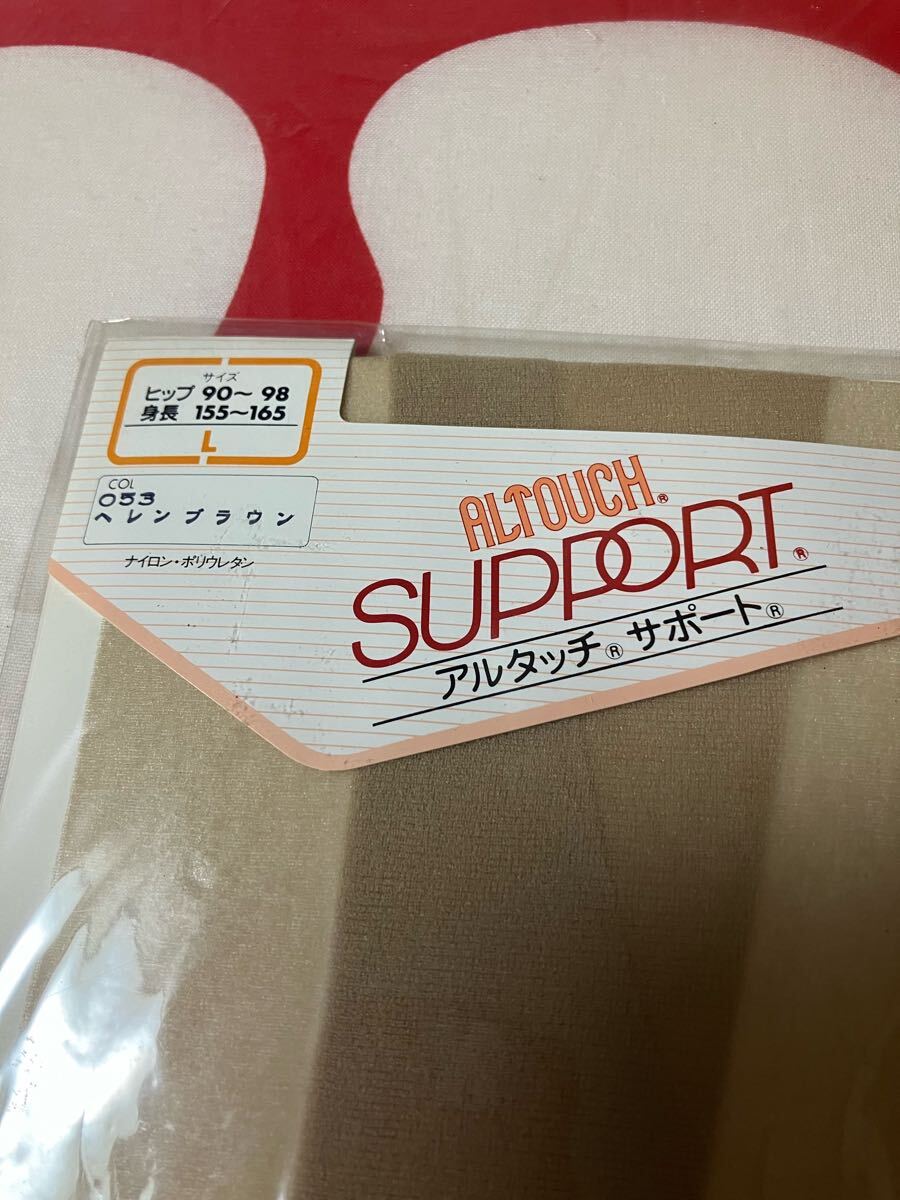 サイズ
ヒップ 90～98
身長 155～165
L
COL
053
ヘレンブラウン
ナイロン・ポリウレタン
ALTOUCH®
SUPPORT®
アルタッチ® サポート®